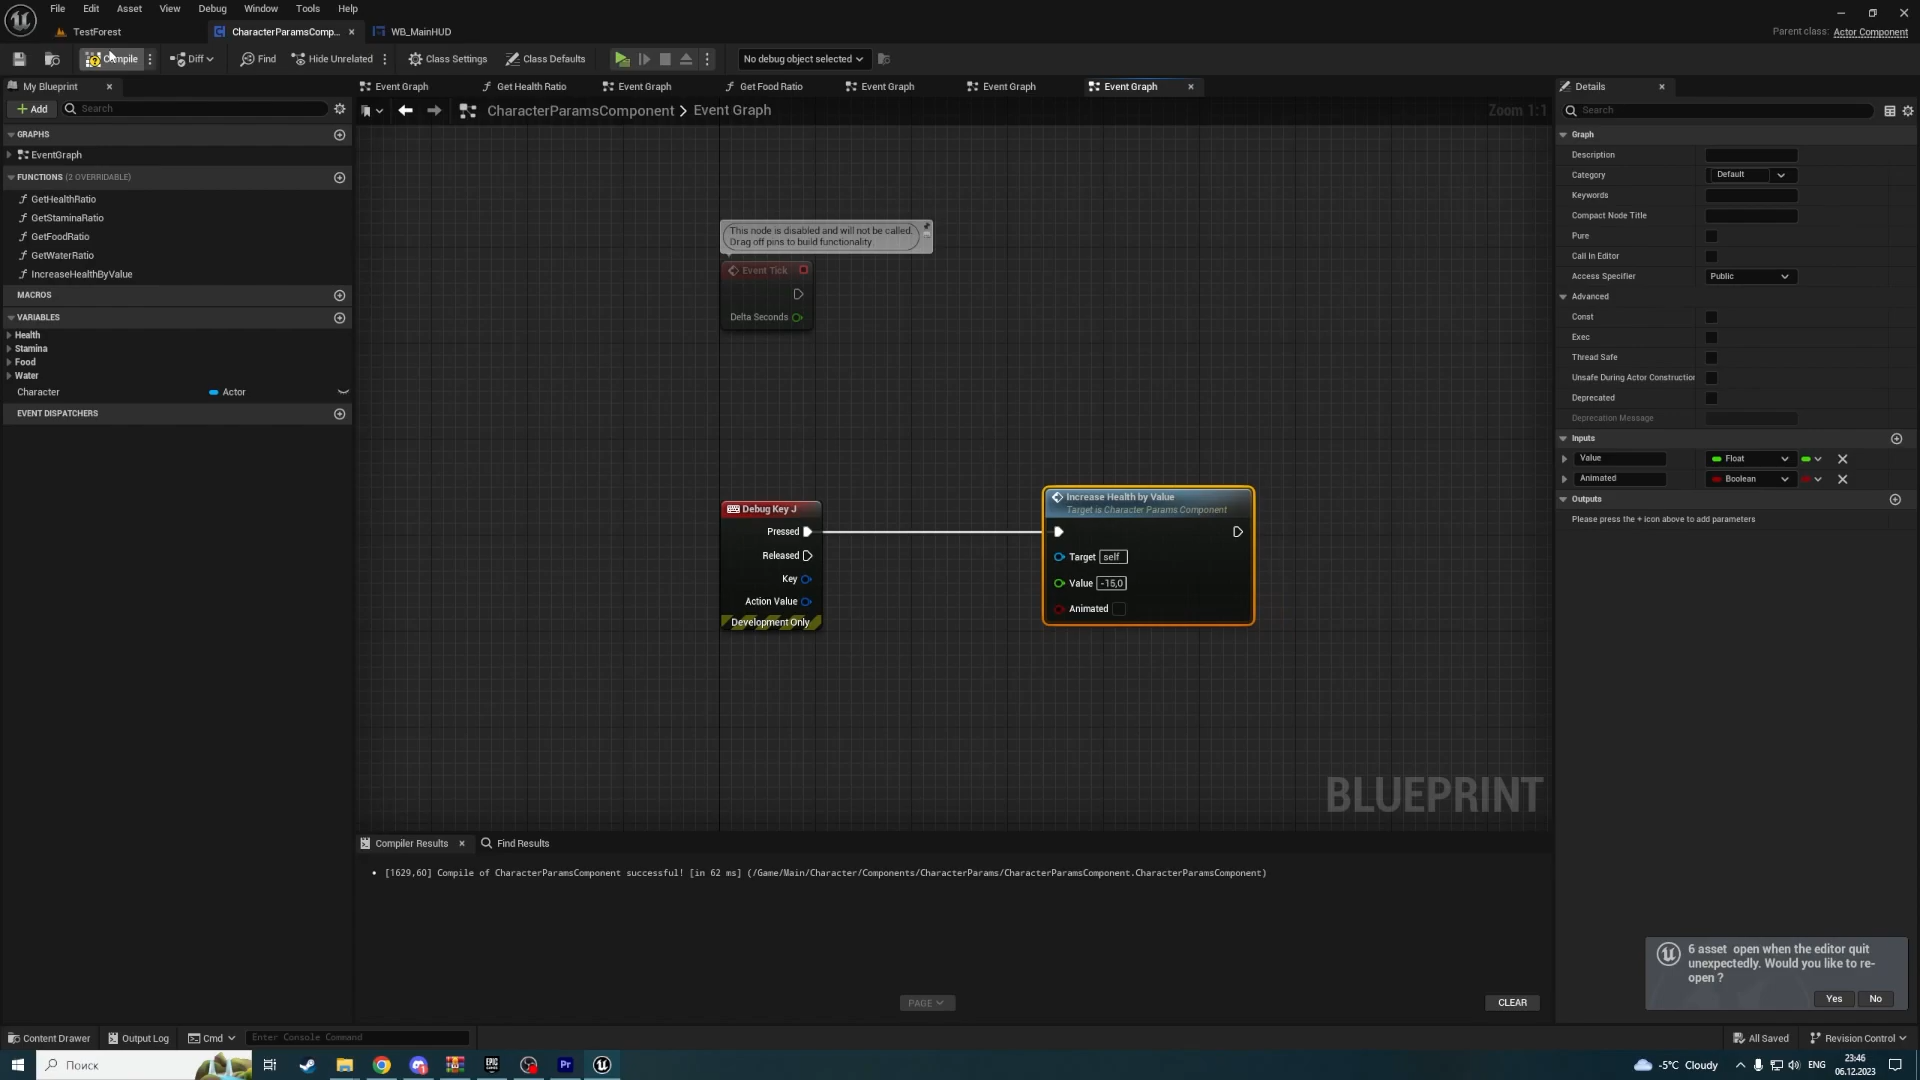 File Edit Asset View Window Debug Window Tools Help
TestForest
CharacterParamsComp...
WB_MainHUD
Parent class: Actor Component
Compile
Diff
Find
Hide Unrelated
Class Settings
Class Defaults
No debug object selected
My Blueprint
Event Graph
Get Health Ratio
Event Graph
Get Food Ratio
Event Graph
Event Graph
Event Graph
Details
Add
Search
CharacterParamsComponent > Event Graph
Zoom 1:1
Search
GRAPHS
EventGraph
FUNCTIONS (2 OVERRIDABLE)
GetHealthRatio
GetStaminaRatio
GetFoodRatio
GetWaterRatio
IncreaseHealthByValue
MACROS
VARIABLES
Health
Stamina
Food
Water
Character Actor
EVENT DISPATCHERS
This node is disabled and will not be called.
Drag off pins to build functionality.
Event Tick
Delta Seconds
Debug Key J
Pressed
Released
Key
Action Value
Development Only
Increase Health by Value
Target is Character Params Component
Target self
Value -15,0
Animated
BLUEPRINT
Graph
Description
Category Default
Keywords
Compact Node Title
Pure
Call In Editor
Access Specifier Public
Advanced
Const
Exec
Thread Safe
Unsafe During Actor Construction
Deprecated
Deprecation Message
Inputs
Value Float
Animated Boolean
Outputs
Please press the + icon above to add parameters
Compiler Results
Find Results
[1629,60] Compile of CharacterParamsComponent successful! [in 62 ms] (/Game/Main/Character/Components/CharacterParams/CharacterParamsComponent.CharacterParamsComponent)
PAGE
CLEAR
6 asset open when the editor quit
unexpectedly. Would you like to re-
open ?
Yes No
Content Drawer
Output Log
Cmd
Enter Console Command
All Saved
Revision Control
Поиск
EPIC
GAMES
Pr
-5°C Cloudy
ENG
23:46
06.12.2023